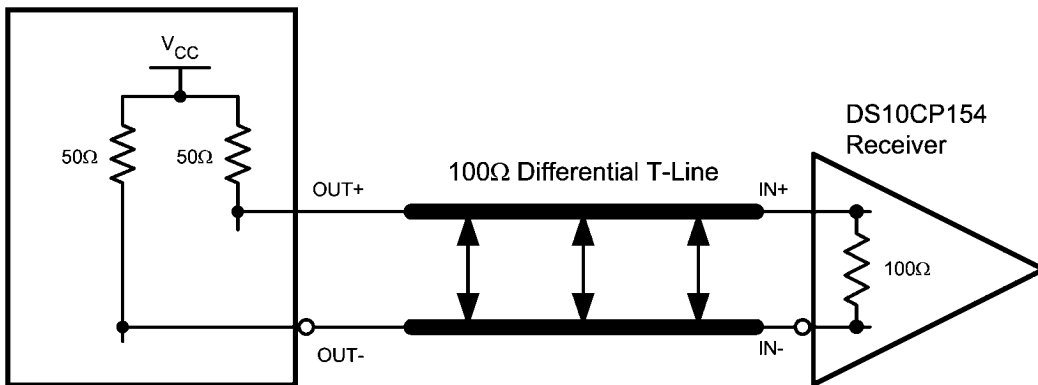 V_CC
50Ω
50Ω
OUT+
OUT-
100Ω Differential T-Line
IN+
IN-
DS10CP154
Receiver
100Ω